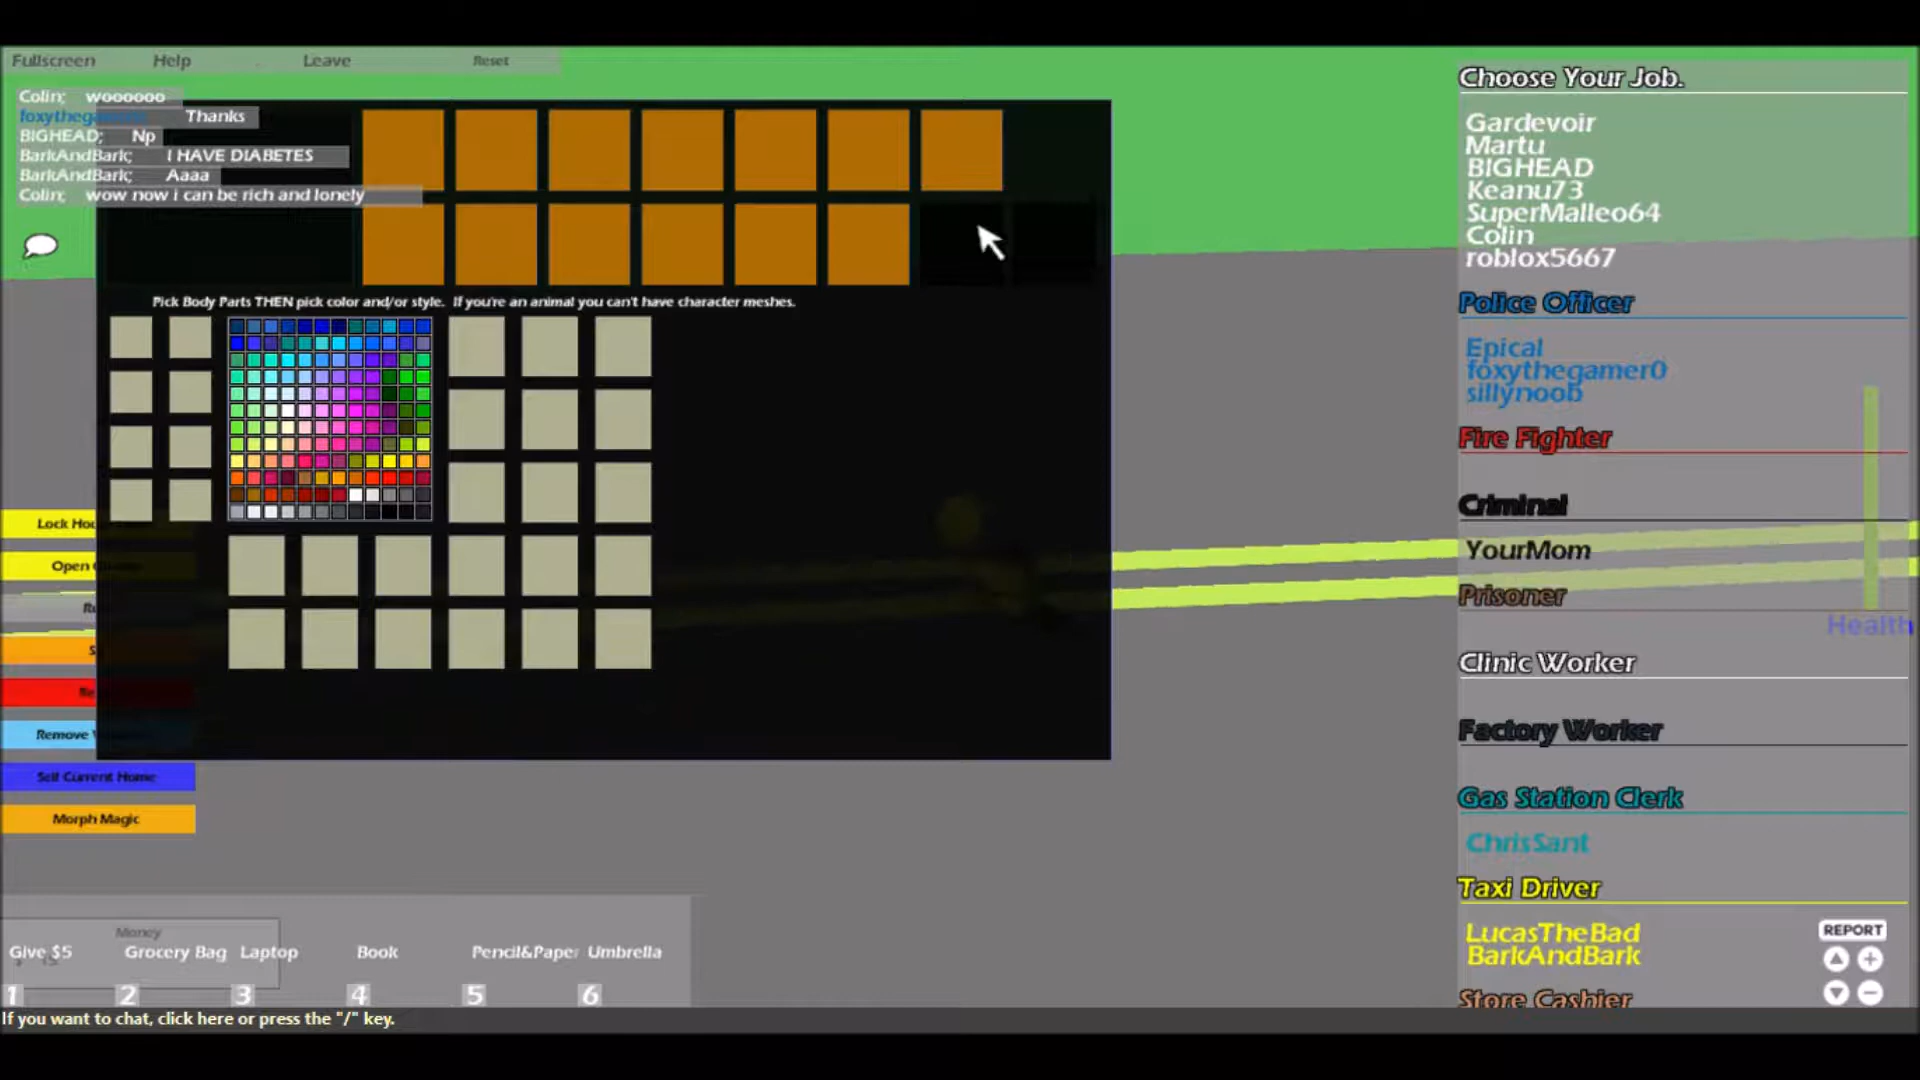 Fullscreen Help Leave Reset
Colin; woooooo
foxythegamer0 Thanks
BIGHEAD; Np
BarkAndBark; I HAVE DIABETES
BarkAndBark; Aaaa
Colin; wow now i can be rich and lonely
Pick Body Parts THEN pick color and/or style. If you're an animal you can't have character meshes.
Lock Hou
Open
Ru
S
Re
Remove
Sell Current Home
Morph Magic
Money
Give $5 Grocery Bag Laptop Book Pencil&Paper Umbrella
1 2 3 4 5 6
If you want to chat, click here or press the "/" key.
Choose Your Job.
Gardevoir
Martu
BIGHEAD
Keanu73
SuperMalleo64
Colin
roblox5667
Police Officer
Epical
foxythegamer0
sillynoob
Fire Fighter
Criminal
YourMom
Prisoner
Health
Clinic Worker
Factory Worker
Gas Station Clerk
ChrisSant
Taxi Driver
LucasTheBad
BarkAndBark
Store Cashier
REPORT